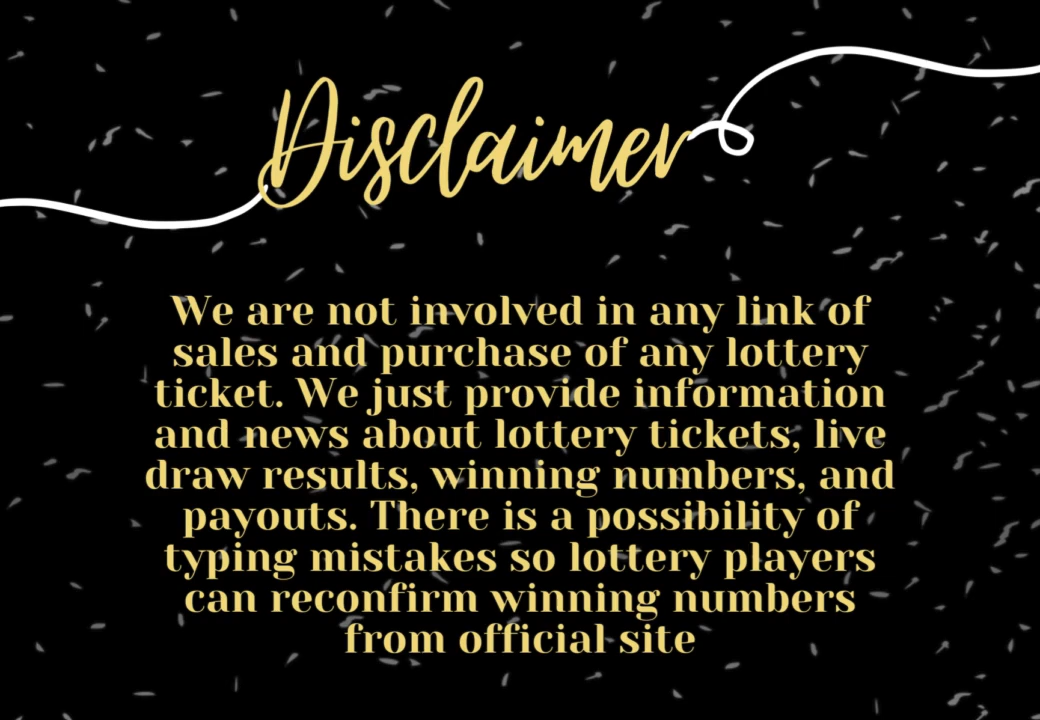 Disclaimer
We are not involved in any link of
sales and purchase of any lottery
ticket. We just provide information
and news about lottery tickets, live
draw results, winning numbers, and
payouts. There is a possibility of
typing mistakes so lottery players
can reconfirm winning numbers
from official site